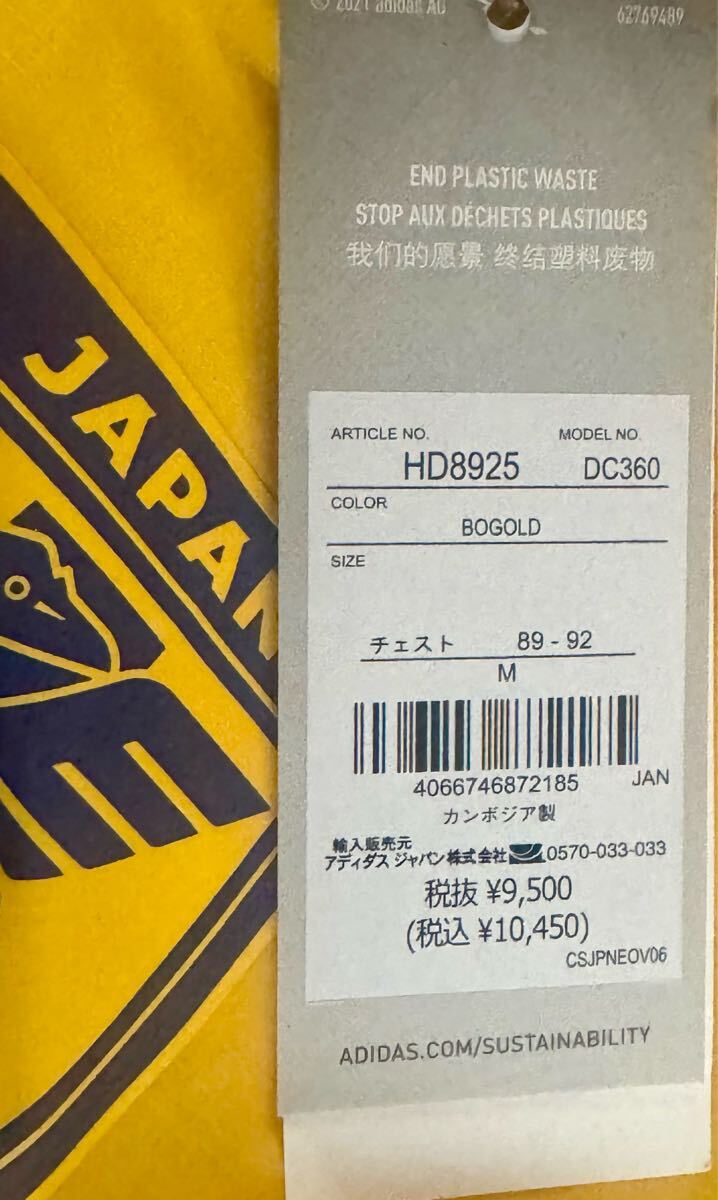 © 2021 adidas AG
62769489
END PLASTIC WASTE
STOP AUX DÉCHETS PLASTIQUES
我们的愿景 终结塑料废物
JAPAN
ARTICLE NO.
MODEL NO.
HD8925
DC360
COLOR
BOGOLD
SIZE
チェスト 89 - 92
M
4066746872185
JAN
カンボジア製
輸入販売元
アディダス ジャパン株式会社 0570-033-033
税抜 ¥9,500
(税込 ¥10,450)
CSJPNEOV06
ADIDAS.COM/SUSTAINABILITY